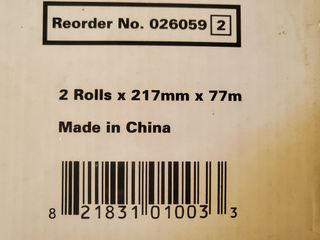 Reorder No. 026059 2
2 Rolls x 217mm x 77m
Made in China
8 21831 01003 3